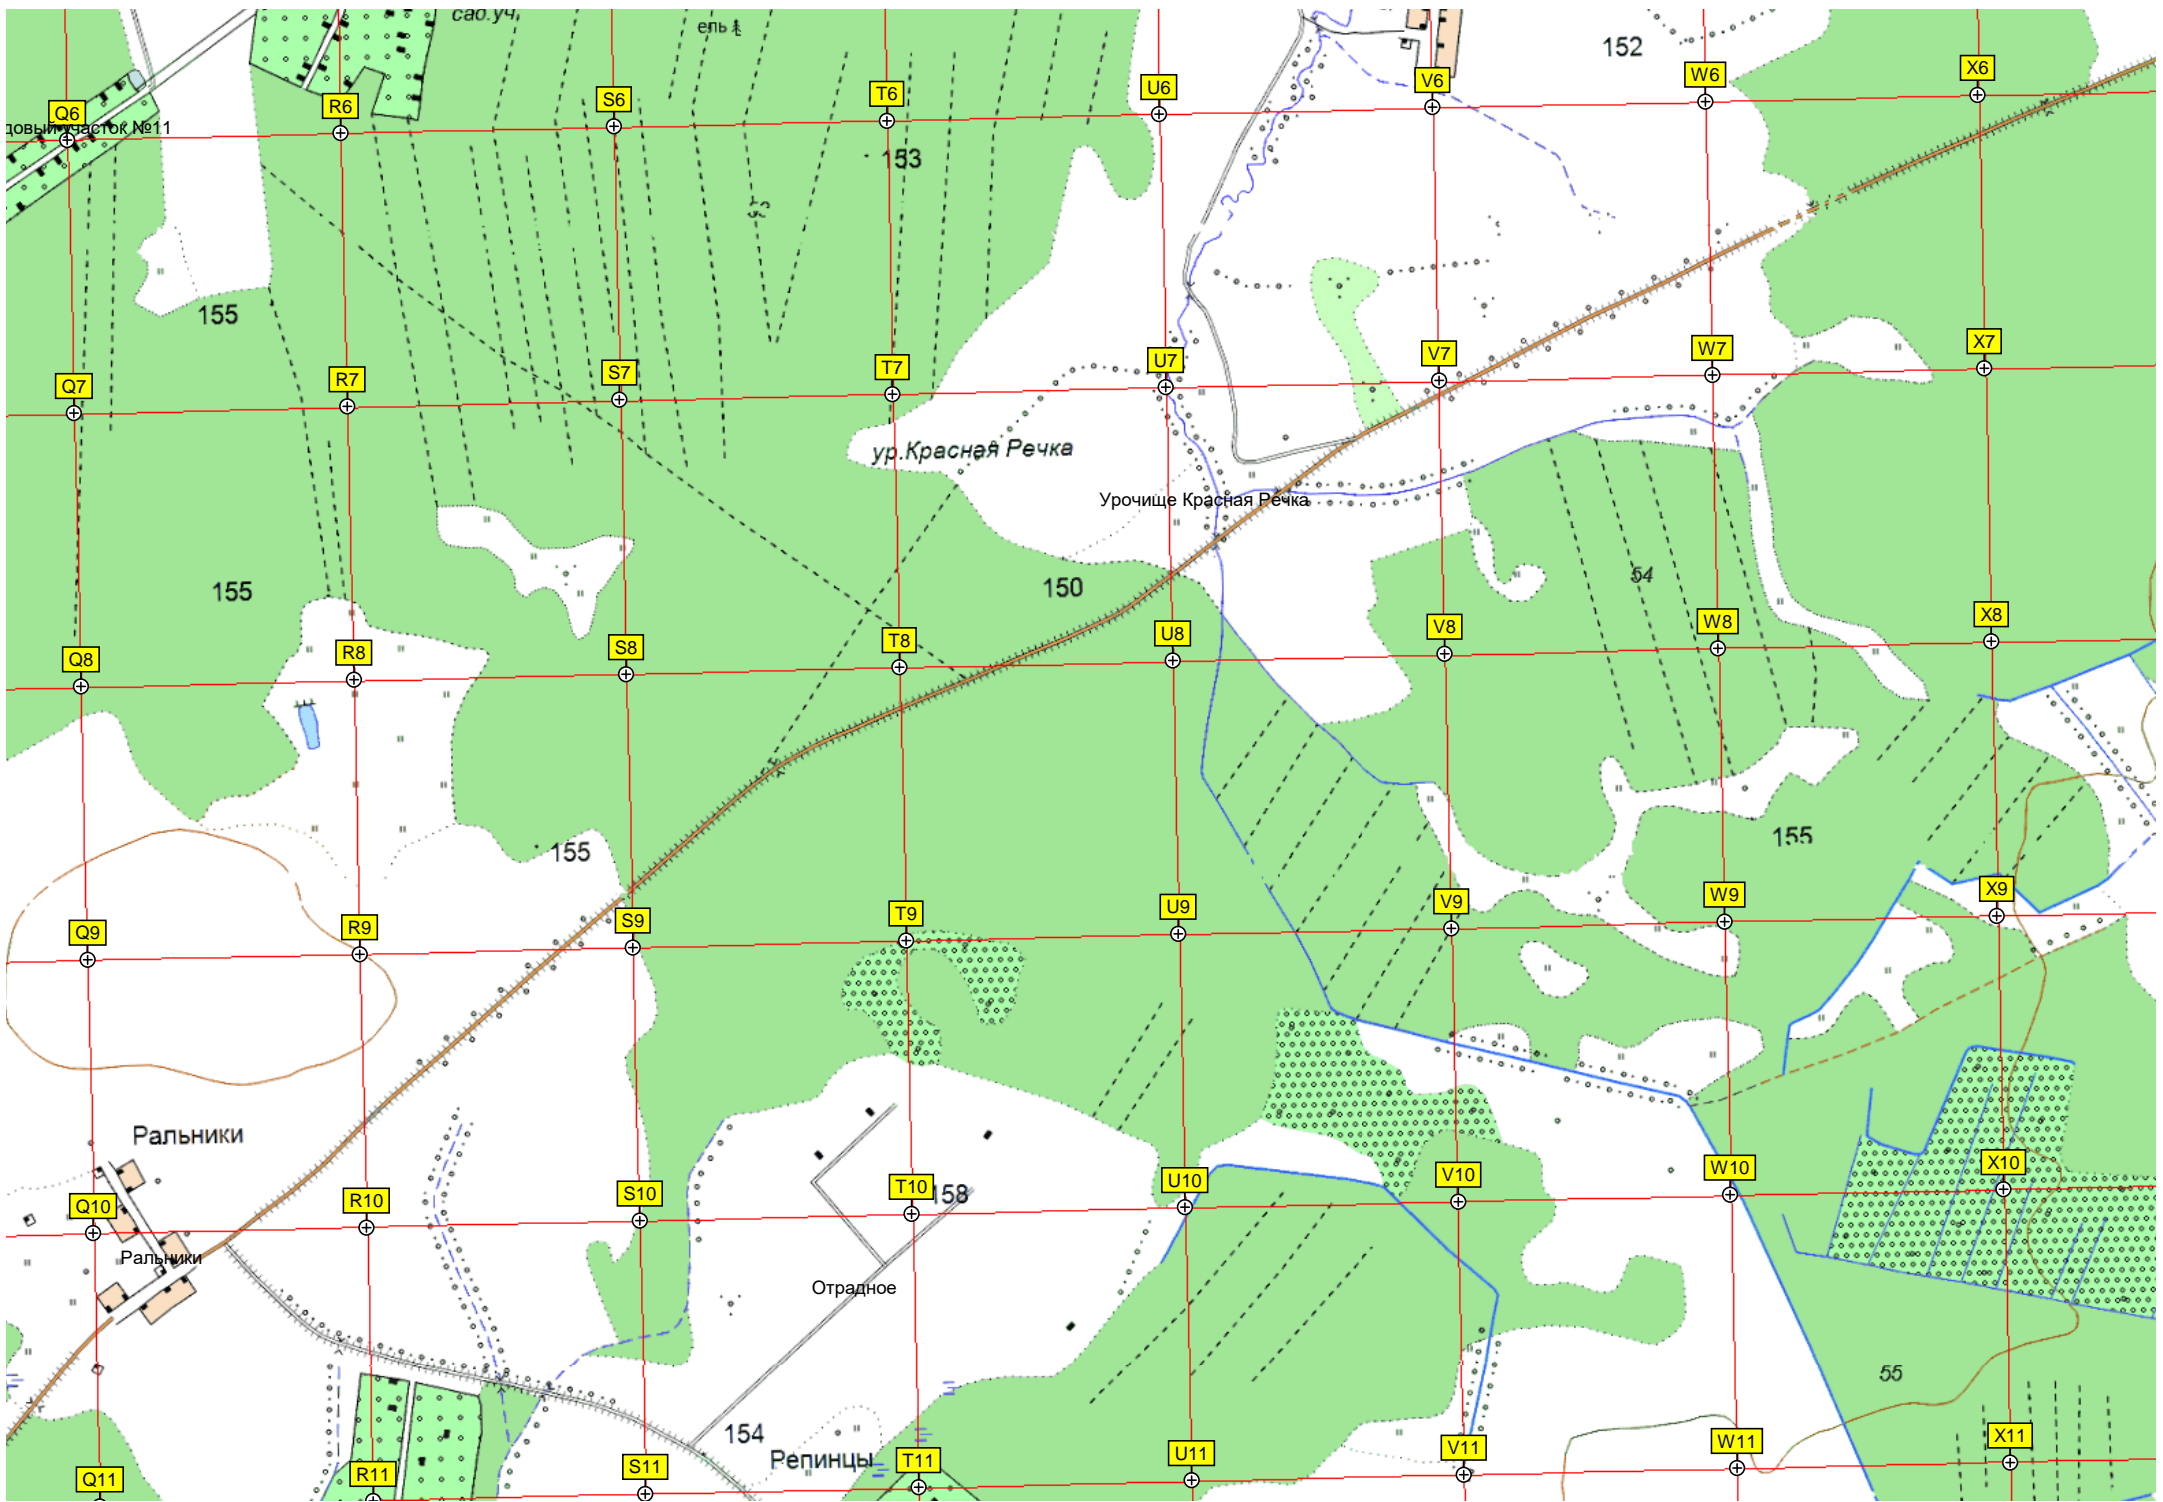 сад.уч.
ель
152
Q6
R6
S6
T6
U6
V6
W6
X6
довый участок №11
153
155
Q7
R7
S7
T7
U7
V7
W7
X7
ур.Красная Речка
Урочище Красная Речка
155
150
54
Q8
R8
S8
T8
U8
V8
W8
X8
155
155
Q9
R9
S9
T9
U9
V9
W9
X9
Ральники
Q10
R10
S10
T10
158
U10
V10
W10
X10
Ральники
Отрадное
55
154
Репинцы
Q11
R11
S11
T11
U11
V11
W11
X11